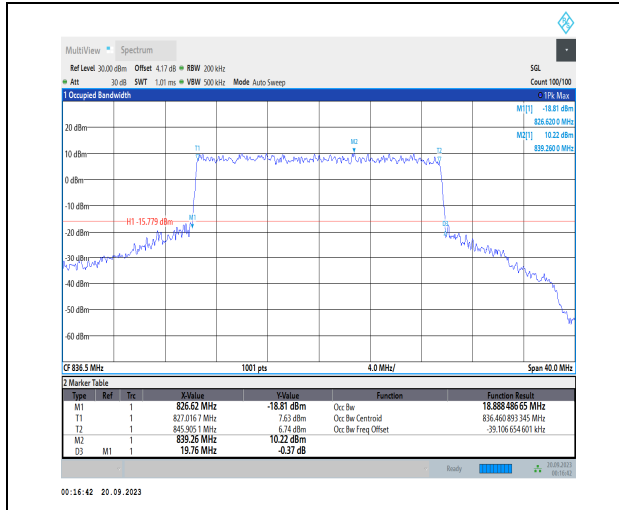 MultiView Spectrum
Ref Level 30.00 dBm Offset 4.17 dB RBW 200 kHz SGL
Att 30 dB SWT 1.01 ms VBW 500 kHz Mode Auto Sweep Count 100/100
1 Occupied Bandwidth 1Pk Max
M1[1] -18.81 dBm
826.620 0 MHz
M2[1] 10.22 dBm
839.260 0 MHz
20 dBm
M2
T1 T2
10 dBm
0 dBm
-10 dBm
M1
H1 -15.779 dBm
D3
-20 dBm
-30 dBm
-40 dBm
-50 dBm
-60 dBm
CF 836.5 MHz 1001 pts 4.0 MHz/ Span 40.0 MHz
2 Marker Table
Type Ref Trc X-Value Y-Value Function Function Result
M1 1 826.62 MHz -18.81 dBm Occ Bw 18.888 486 65 MHz
T1 1 827.016 7 MHz 7.63 dBm Occ Bw Centroid 836.460 893 345 MHz
T2 1 845.905 1 MHz 6.74 dBm Occ Bw Freq Offset -39.106 654 601 kHz
M2 1 839.26 MHz 10.22 dBm
D3 M1 1 19.76 MHz -0.37 dB
Ready 20.09.2023
00:16:42
00:16:42 20.09.2023